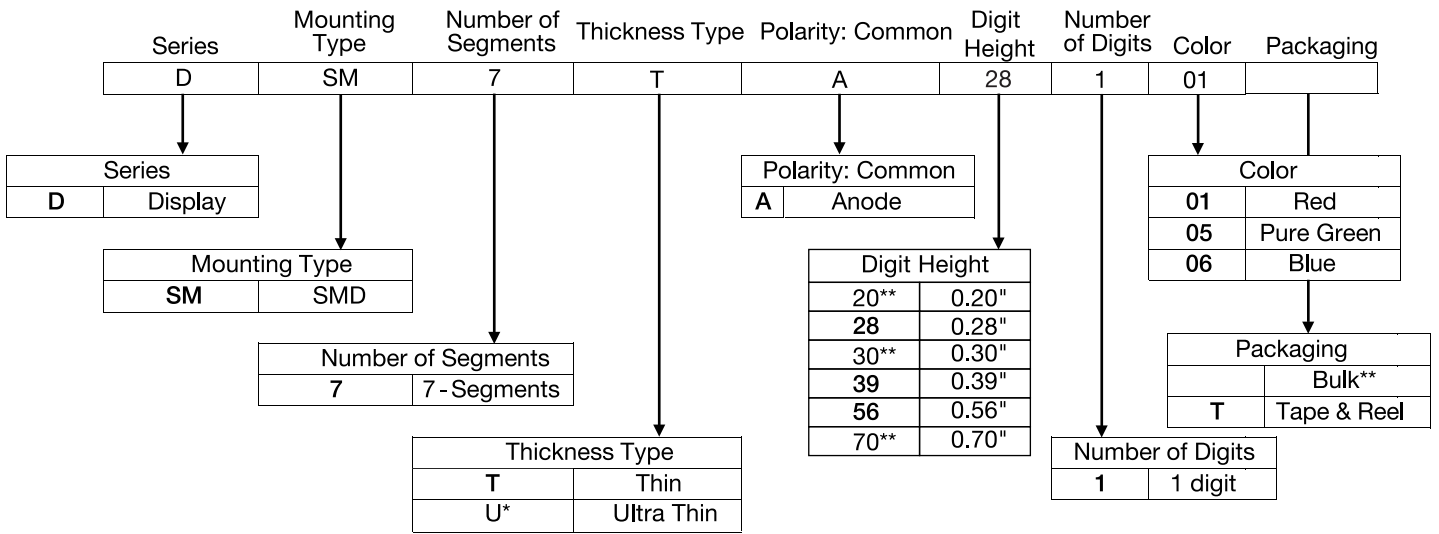 Series Mounting Type Number of Segments Thickness Type Polarity: Common Digit Height Number of Digits Color Packaging
D SM 7 T A 28 1 01
Series
D Display
Mounting Type
SM SMD
Number of Segments
7 7-Segments
Thickness Type
T Thin
U* Ultra Thin
Polarity: Common
A Anode
Digit Height
20** 0.20"
28 0.28"
30** 0.30"
39 0.39"
56 0.56"
70** 0.70"
Number of Digits
1 1 digit
Color
01 Red
05 Pure Green
06 Blue
Packaging
Bulk**
T Tape & Reel